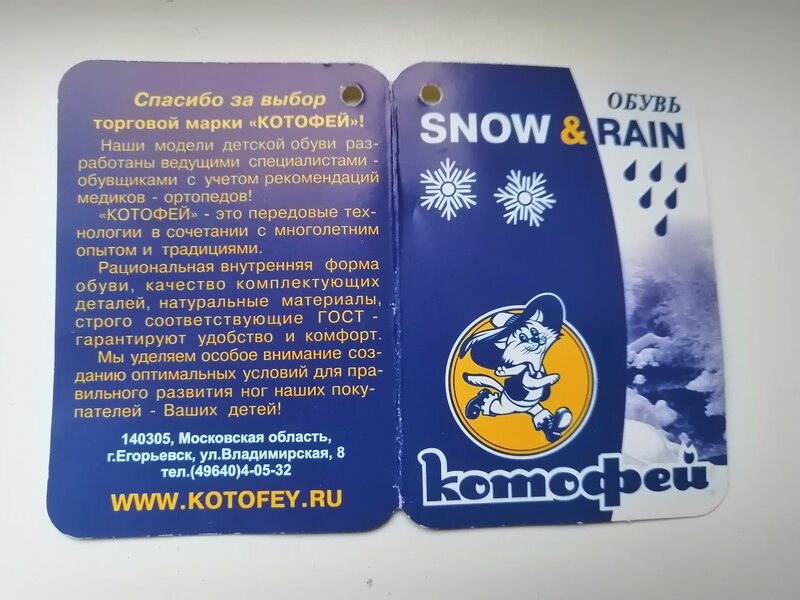 Спасибо за выбор
торговой марки «КОТОФЕЙ»!
Наши модели детской обуви раз-
работаны ведущими специалистами -
обувщиками с учетом рекомендаций
медиков - ортопедов!
«КОТОФЕЙ» - это передовые тех-
нологии в сочетании с многолетним
опытом и традициями.
Рациональная внутренняя форма
обуви, качество комплектующих
деталей, натуральные материалы,
строго соответствующие ГОСТ -
гарантируют удобство и комфорт.
Мы уделяем особое внимание соз-
данию оптимальных условий для пра-
вильного развития ног наших поку-
пателей - Ваших детей!
140305, Московская область,
г.Егорьевск, ул.Владимирская, 8
тел.(49640)4-05-32
WWW.KOTOFEY.RU
ОБУВЬ
SNOW & RAIN
котофей